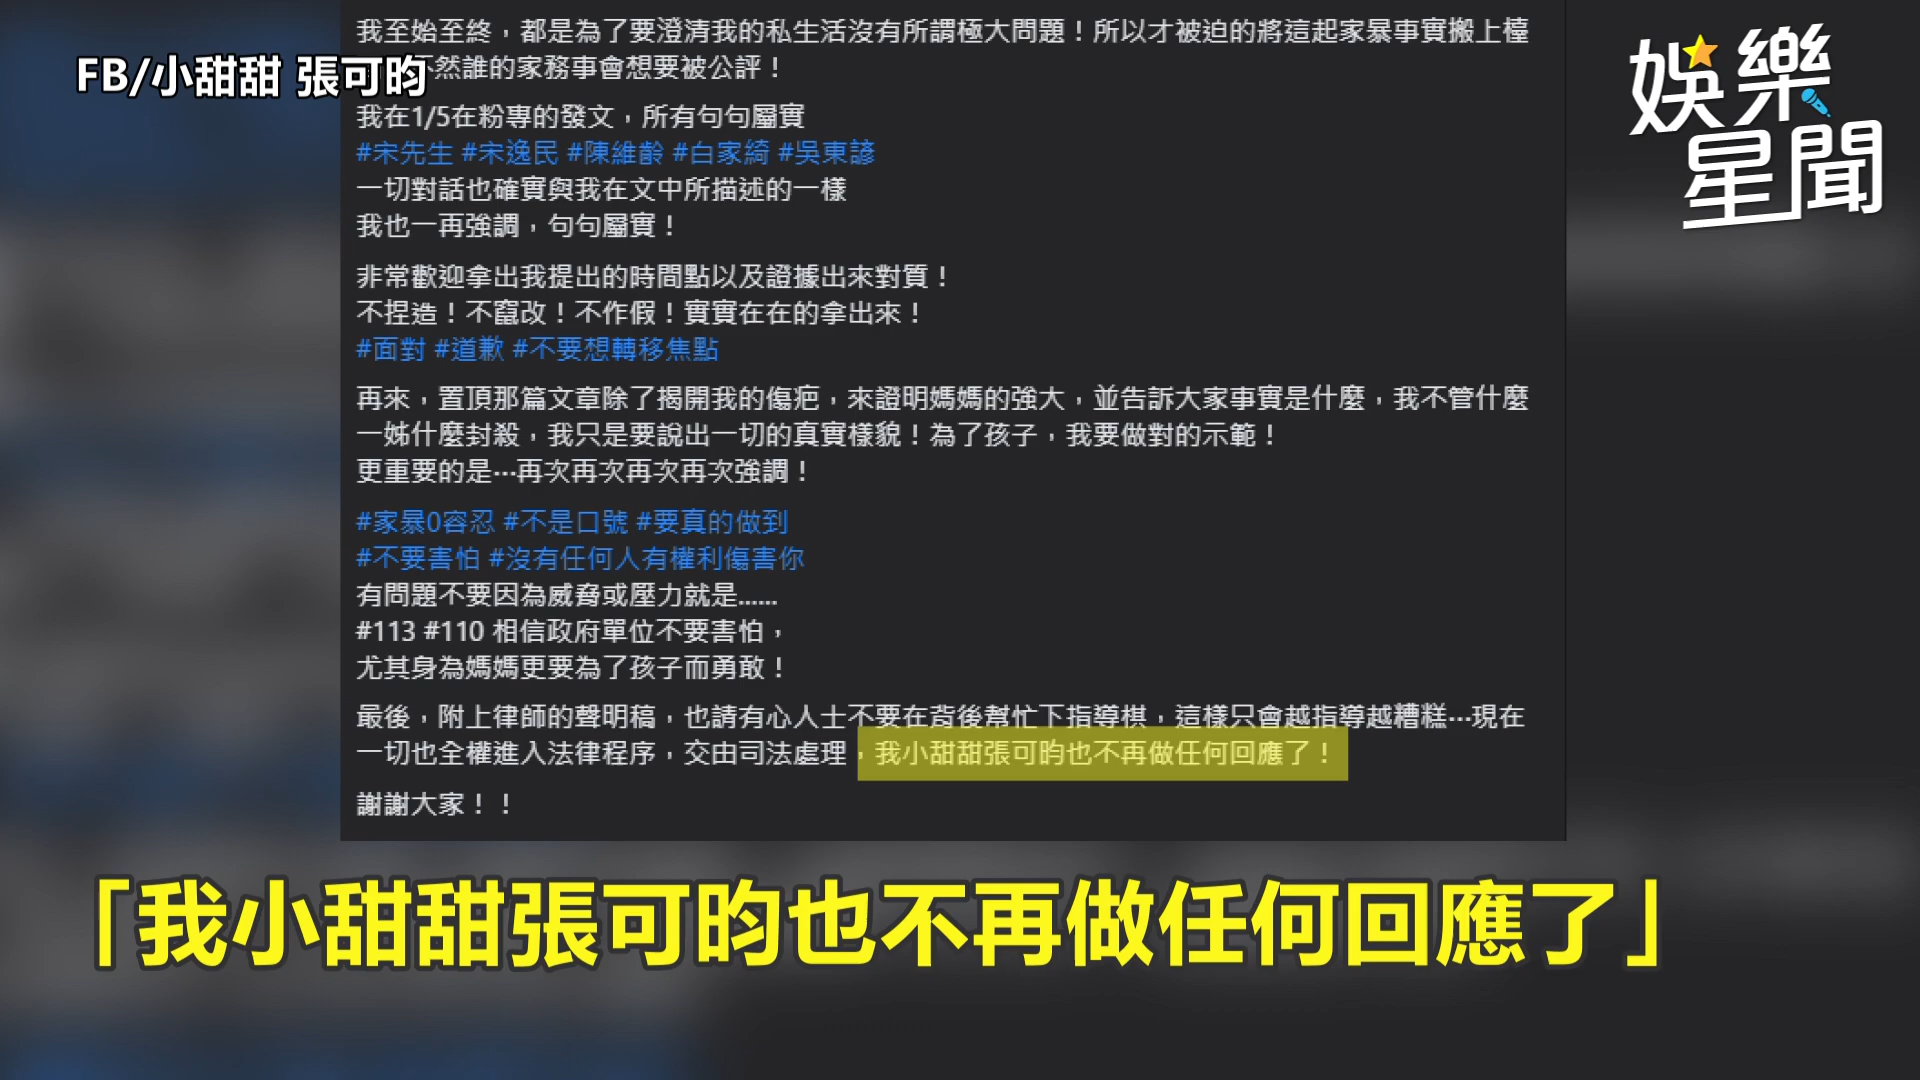 我至始至終，都是為了要澄清我的私生活沒有所謂極大問題！所以才被迫的將這起家暴事實搬上檯
FB/小甜甜 張可昀
不然誰的家務事會想要被公評！
我在1/5在粉專的發文，所有句句屬實
#宋先生 #宋逸民 #陳維齡 #白家綺 #吳東諺
一切對話也確實與我在文中所描述的一樣
我也一再強調，句句屬實！
非常歡迎拿出我提出的時間點以及證據出來對質！
不捏造！不竄改！不作假！實實在在的拿出來！
#面對 #道歉 #不要想轉移焦點
再來，置頂那篇文章除了揭開我的傷疤，來證明媽媽的強大，並告訴大家事實是什麼，我不管什麼
一姊什麼封殺，我只是要說出一切的真實樣貌！為了孩子，我要做對的示範！
更重要的是…再次再次再次再次強調！
#家暴0容忍 #不是口號 #要真的做到
#不要害怕 #沒有任何人有權利傷害你
有問題不要因為威脅或壓力就是......
#113 #110 相信政府單位不要害怕，
尤其身為媽媽更要為了孩子而勇敢！
最後，附上律師的聲明稿，也請有心人士不要在背後幫忙下指導棋，這樣只會越指導越糟糕…現在
一切也全權進入法律程序，交由司法處理，我小甜甜張可昀也不再做任何回應了！
謝謝大家！！
「我小甜甜張可昀也不再做任何回應了」
娛樂
星聞